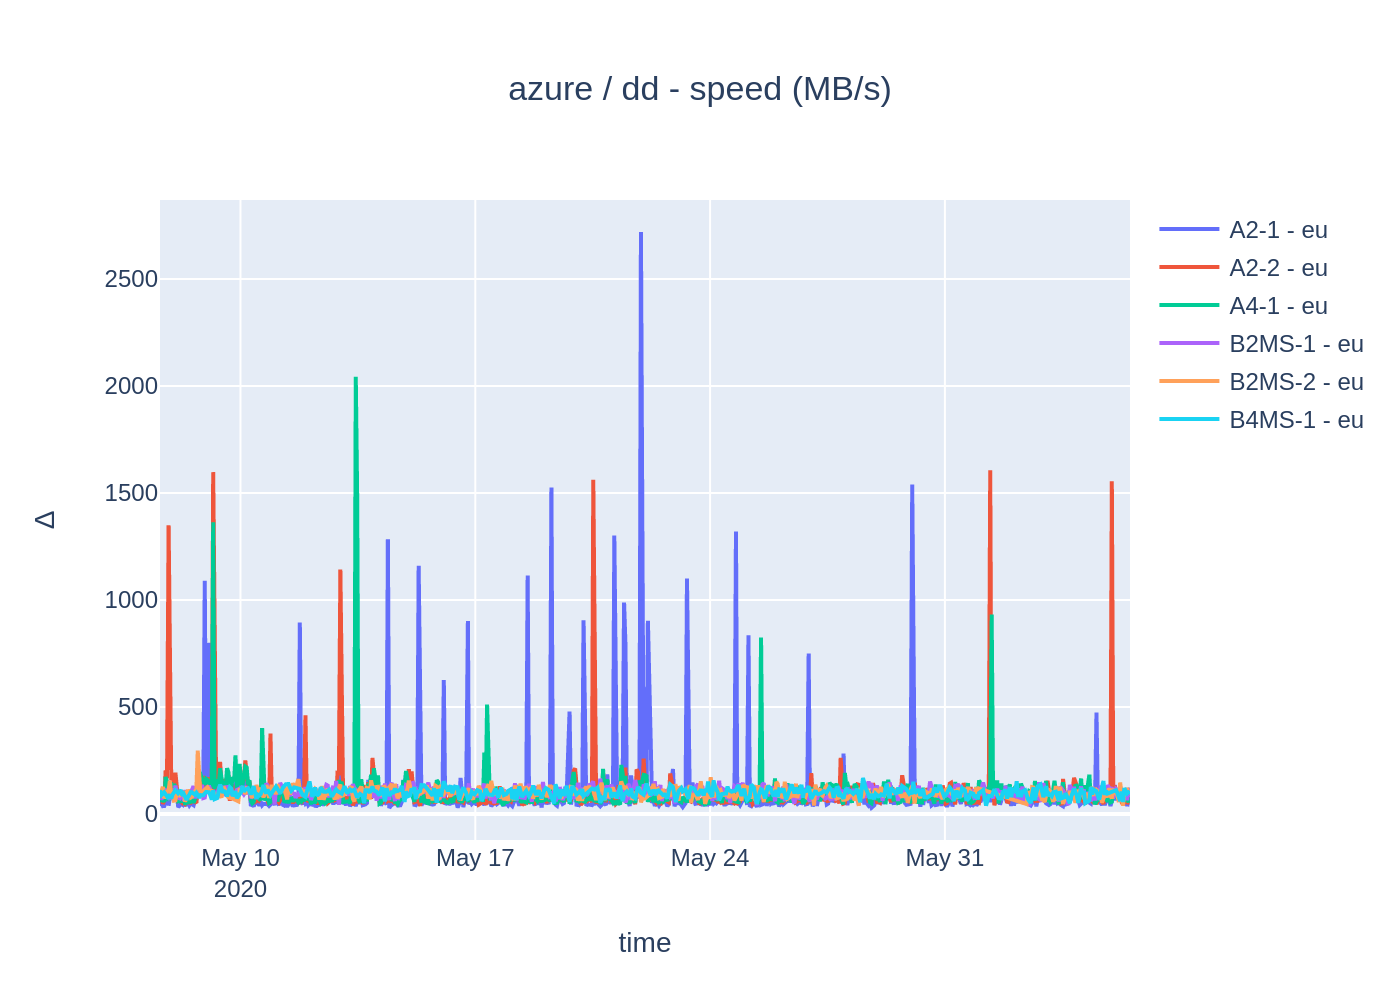 azure / dd - speed (MB/s)
A2-1 - eu
A2-2 - eu
A4-1 - eu
B2MS-1 - eu
B2MS-2 - eu
B4MS-1 - eu
2500
2000
1500
1000
500
0
Δ
May 10
2020
May 17
May 24
May 31
time